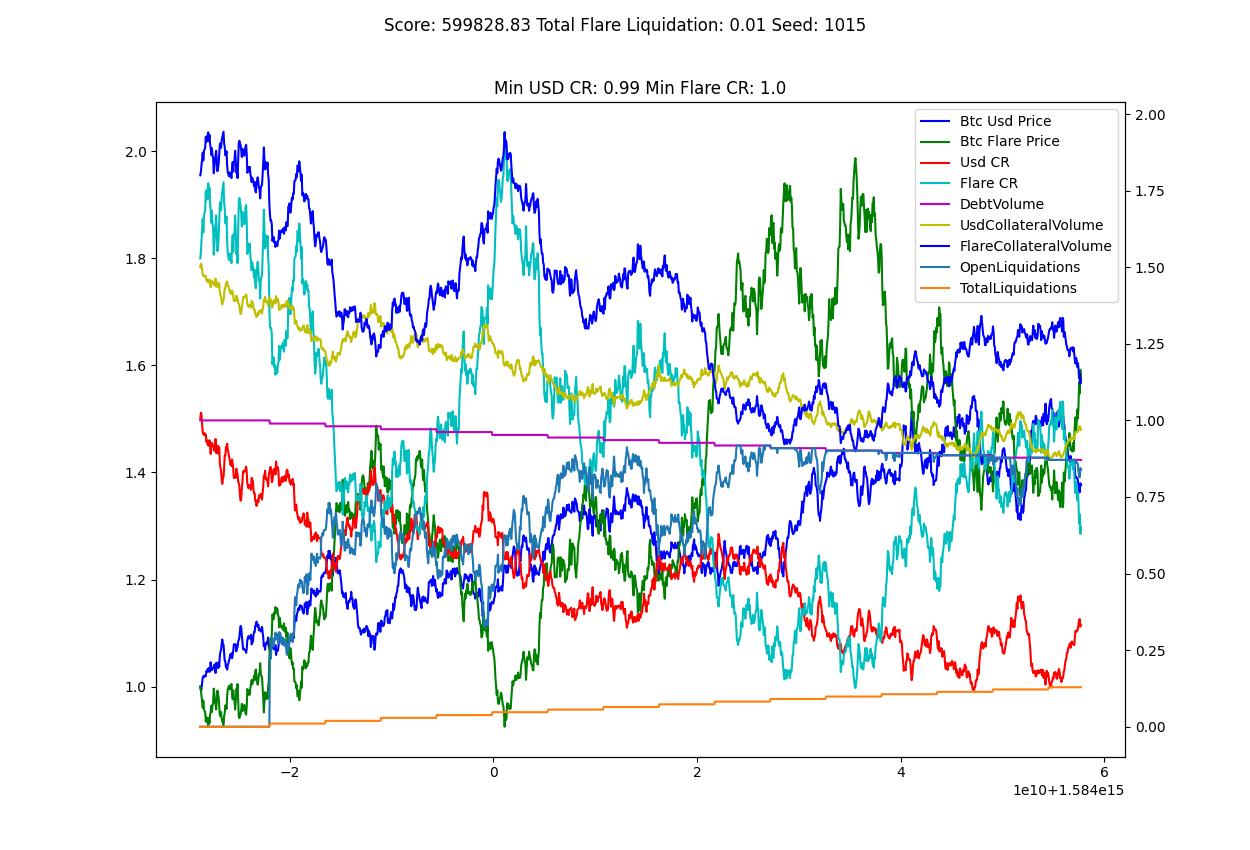 Score: 599828.83 Total Flare Liquidation: 0.01 Seed: 1015
Min USD CR: 0.99 Min Flare CR: 1.0
Btc Usd Price
Btc Flare Price
Usd CR
Flare CR
DebtVolume
UsdCollateralVolume
FlareCollateralVolume
OpenLiquidations
TotalLiquidations
2.0
1.8
1.6
1.4
1.2
1.0
2.00
1.75
1.50
1.25
1.00
0.75
0.50
0.25
0.00
−2 0 2 4 6
1e10+1.584e15